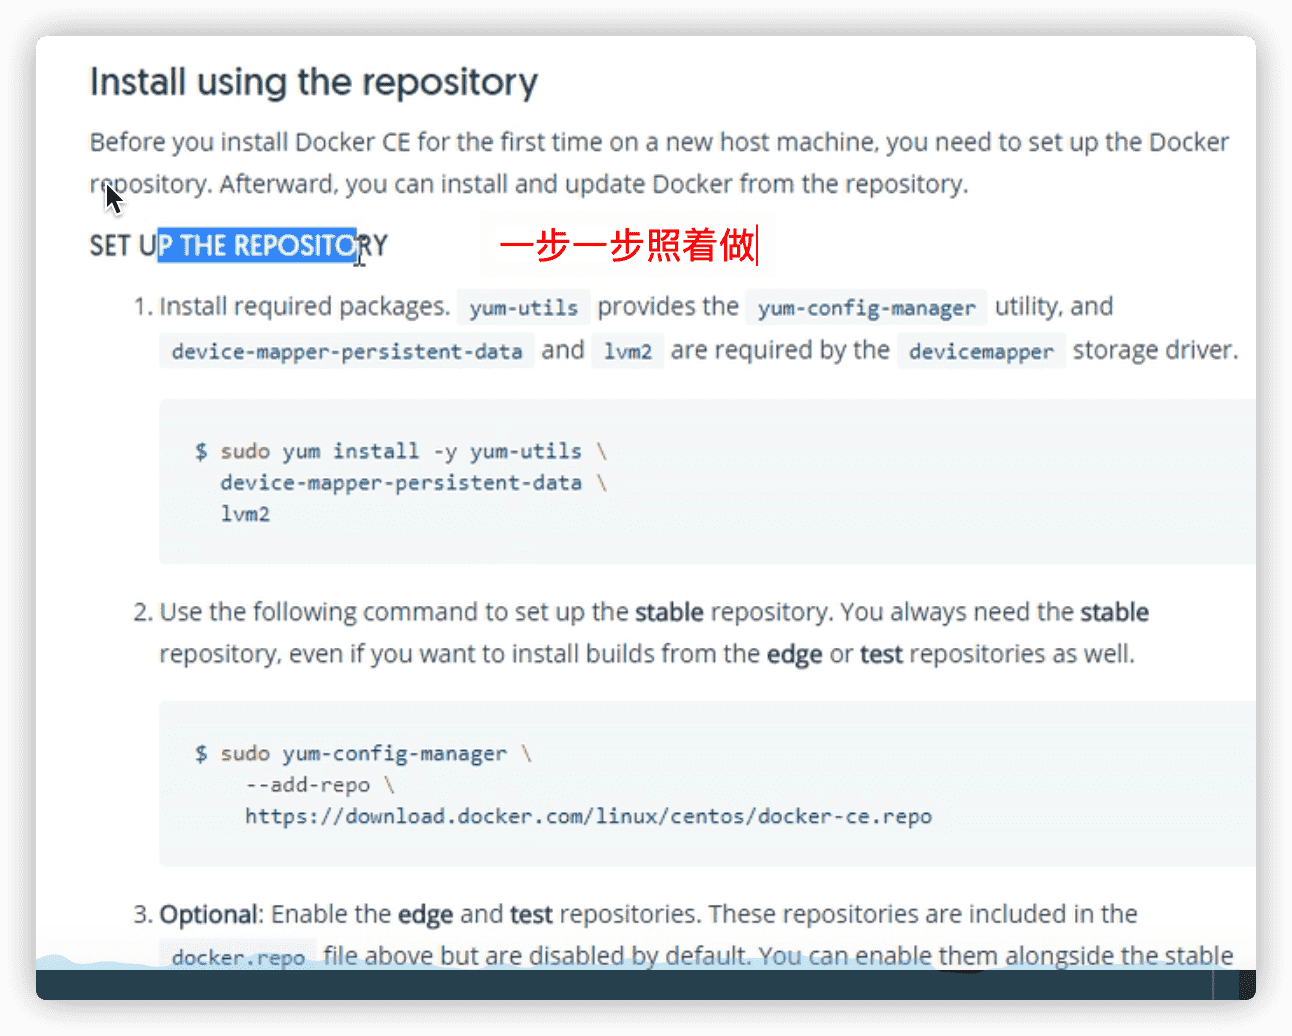 Install using the repository
Before you install Docker CE for the first time on a new host machine, you need to set up the Docker
repository. Afterward, you can install and update Docker from the repository.
SET UP THE REPOSITORY 一步一步照着做
1. Install required packages. yum-utils provides the yum-config-manager utility, and
device-mapper-persistent-data and lvm2 are required by the devicemapper storage driver.
$ sudo yum install -y yum-utils \
device-mapper-persistent-data \
lvm2
2. Use the following command to set up the stable repository. You always need the stable
repository, even if you want to install builds from the edge or test repositories as well.
$ sudo yum-config-manager \
--add-repo \
https://download.docker.com/linux/centos/docker-ce.repo
3. Optional: Enable the edge and test repositories. These repositories are included in the
docker.repo file above but are disabled by default. You can enable them alongside the stable